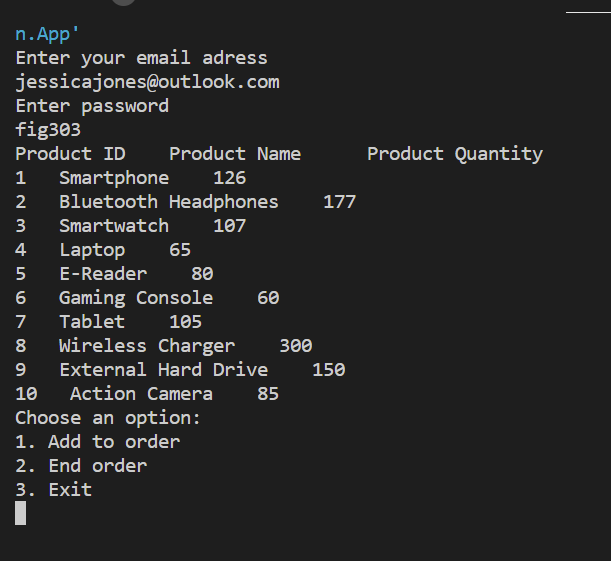 n.App'
Enter your email adress
jessicajones@outlook.com
Enter password
fig303
Product ID    Product Name      Product Quantity
1   Smartphone    126
2   Bluetooth Headphones    177
3   Smartwatch    107
4   Laptop    65
5   E-Reader    80
6   Gaming Console    60
7   Tablet    105
8   Wireless Charger    300
9   External Hard Drive    150
10   Action Camera    85
Choose an option:
1. Add to order
2. End order
3. Exit